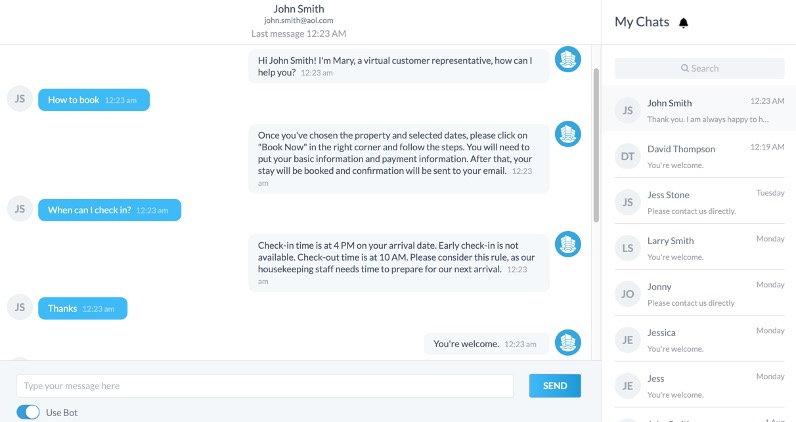 John Smith
john.smith@aol.com
Last message 12:23 AM
Hi John Smith! I'm Mary, a virtual customer representative, how can I
help you? 12:23 am
JS
How to book 12:23 am
Once you've chosen the property and selected dates, please click on
"Book Now" in the right corner and follow the steps. You will need to
put your basic information and payment information. After that, your
stay will be booked and confirmation will be sent to your email. 12:23
am
JS
When can I check in? 12:23 am
Check-in time is at 4 PM on your arrival date. Early check-in is not
available. Check-out time is at 10 AM. Please consider this rule, as our
housekeeping staff needs time to prepare for our next arrival. 12:23
am
JS
Thanks 12:23 am
You're welcome. 12:23 am
Type your message here
SEND
Use Bot
My Chats
Search
JS
John Smith 12:23 AM
Thank you. I am always happy to h...
DT
David Thompson 12:19 AM
You're welcome.
JS
Jess Stone Tuesday
Please contact us directly.
LS
Larry Smith Monday
You're welcome.
JO
Jonny Monday
Please contact us directly
JE
Jessica Monday
You're welcome.
JE
Jess Monday
You're welcome.